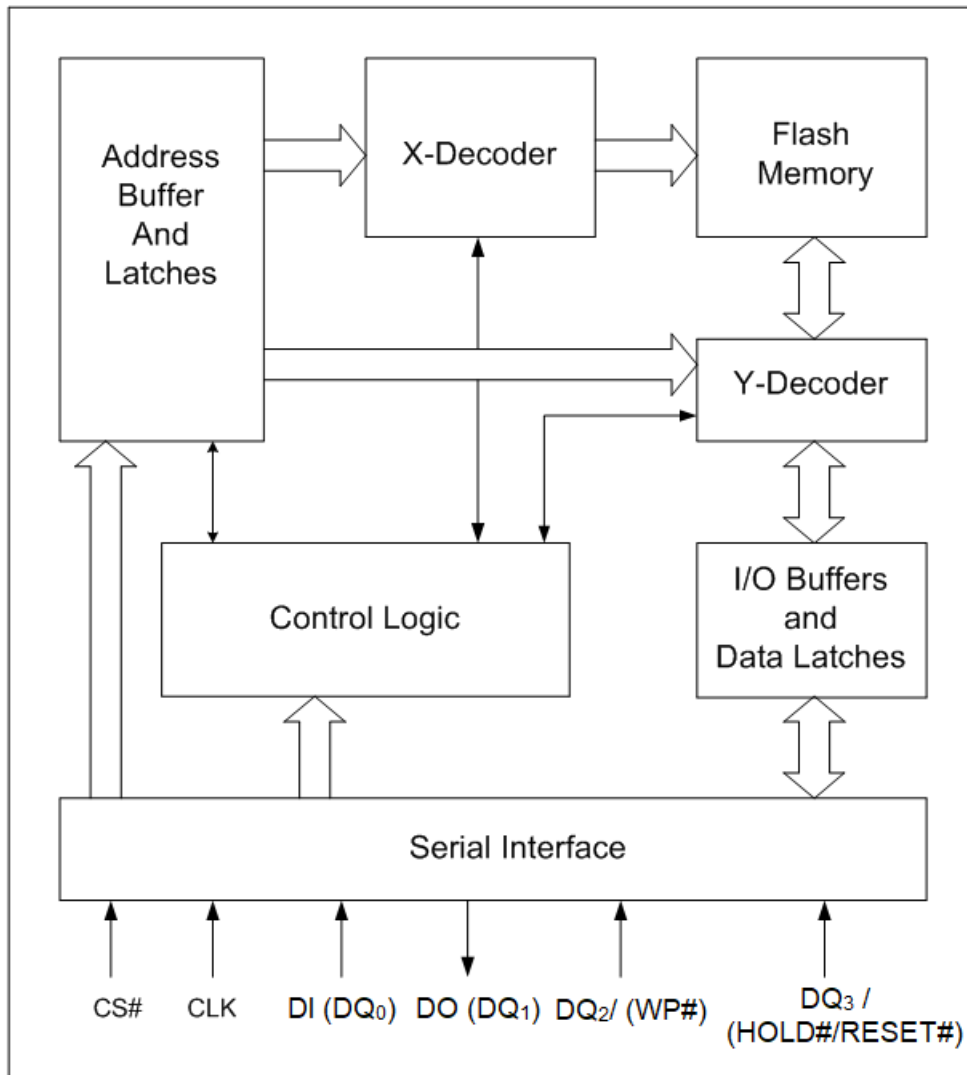 Address
Buffer
And
Latches
X-Decoder
Flash
Memory
Y-Decoder
Control Logic
I/O Buffers
and
Data Latches
Serial Interface
CS#
CLK
DI (DQ₀)
DO (DQ₁)
DQ₂/ (WP#)
DQ₃ /
(HOLD#/RESET#)